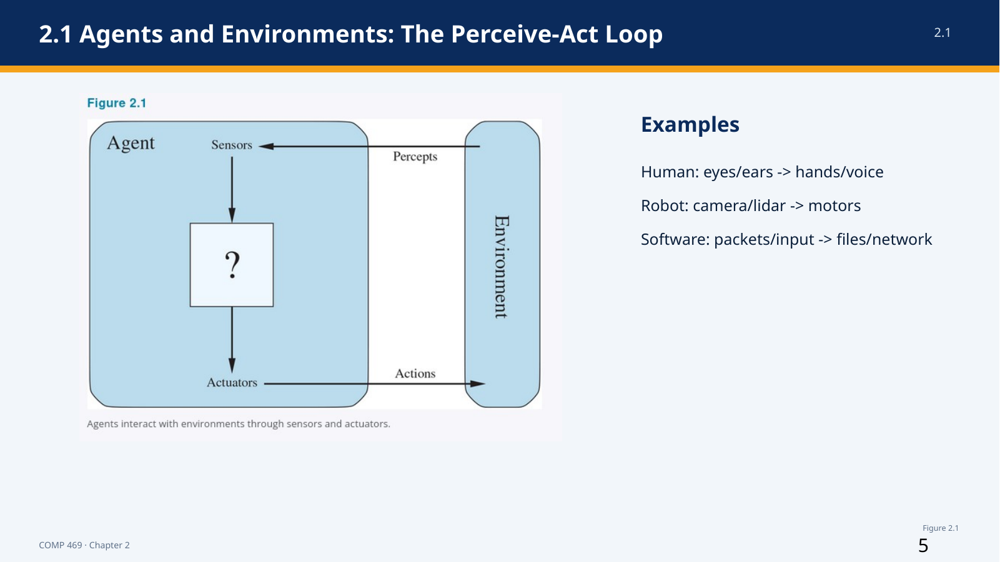 2.1 Agents and Environments: The Perceive-Act Loop
2.1
Figure 2.1
Agent
Sensors
Percepts
?
Environment
Actions
Actuators
Agents interact with environments through sensors and actuators.
Examples
Human: eyes/ears -> hands/voice
Robot: camera/lidar -> motors
Software: packets/input -> files/network
Figure 2.1
COMP 469 · Chapter 2
5